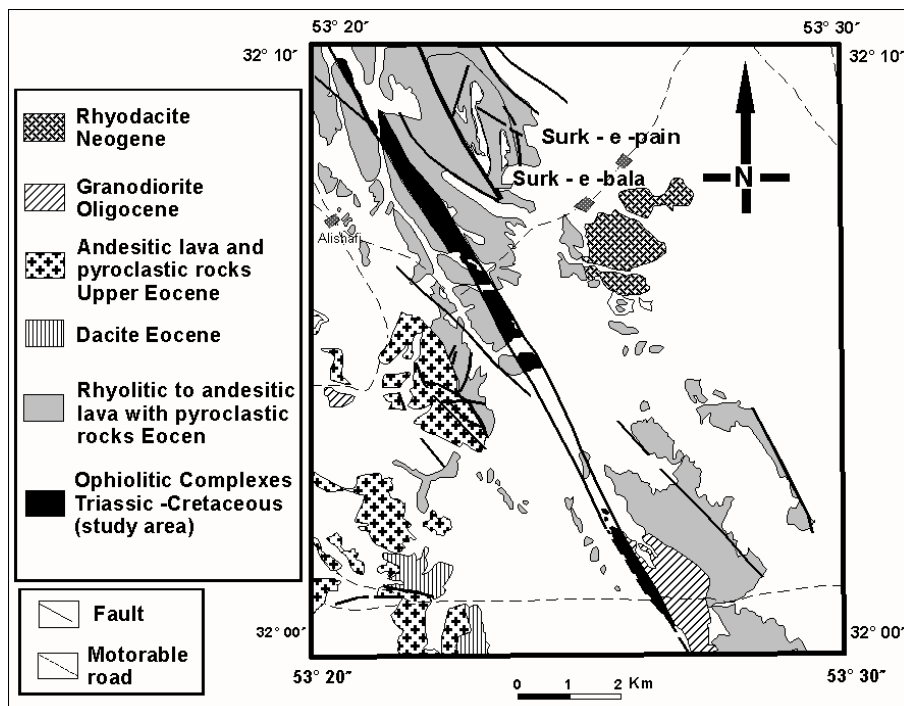 53° 20″
53° 30″
32° 10″
32° 10″
Rhyodacite
Neogene
Granodiorite
Oligocene
Andesitic lava and
pyroclastic rocks
Upper Eocene
Dacite Eocene
Rhyolitic to andesitic
lava with pyroclastic
rocks Eocen
Ophiolitic Complexes
Triassic -Cretaceous
(study area)
Fault
Motorable
road
Surk - e -pain
Surk - e -bala
N
Alishafi
32° 00″
32° 00″
53° 20″
53° 30″
0 1 2 Km